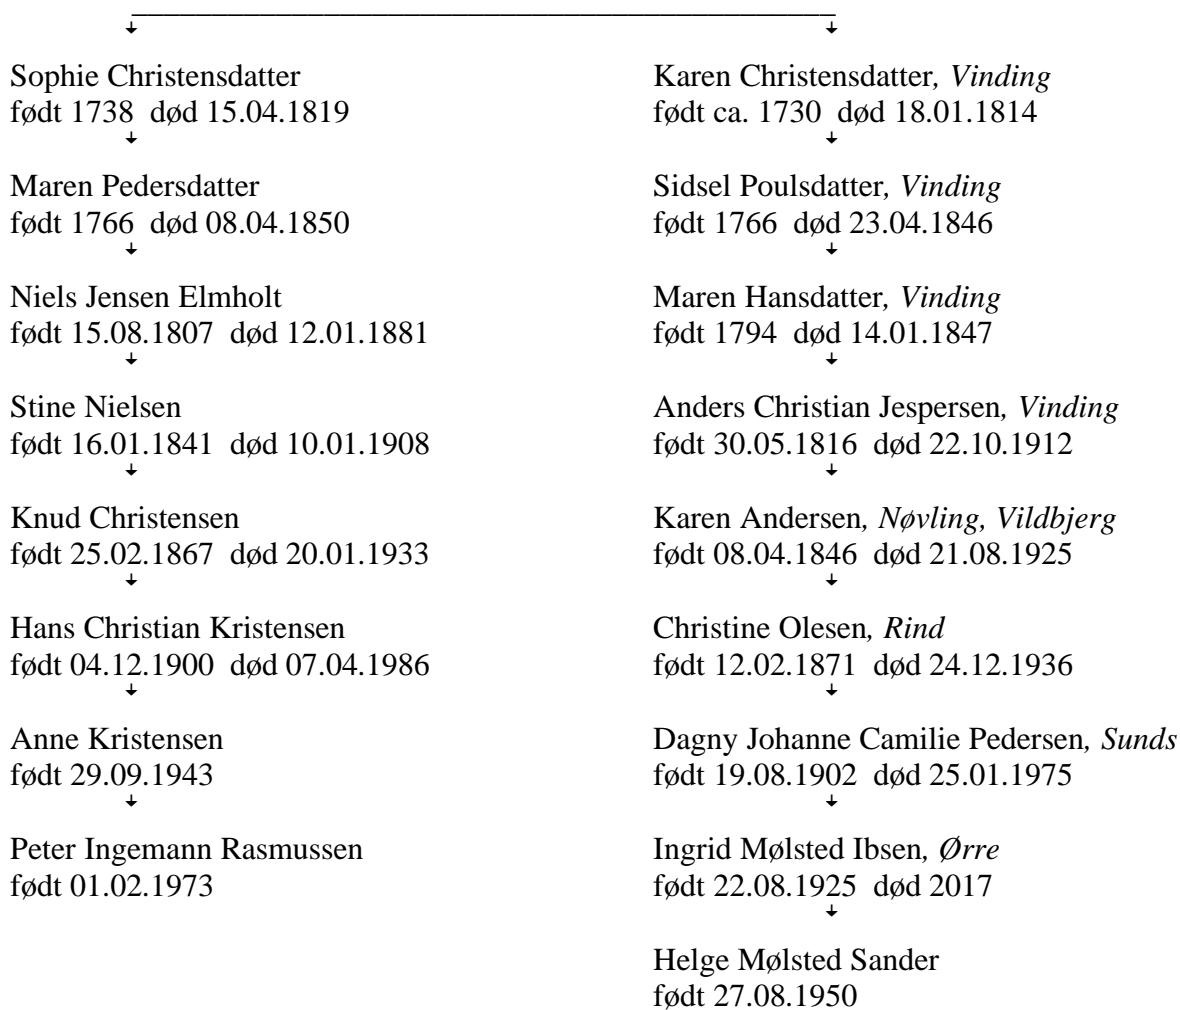 Sophie Christensdatter
født 1738 død 15.04.1819
Maren Pedersdatter
født 1766 død 08.04.1850
Niels Jensen Elmholt
født 15.08.1807 død 12.01.1881
Stine Nielsen
født 16.01.1841 død 10.01.1908
Knud Christensen
født 25.02.1867 død 20.01.1933
Hans Christian Kristensen
født 04.12.1900 død 07.04.1986
Anne Kristensen
født 29.09.1943
Peter Ingemann Rasmussen
født 01.02.1973
Karen Christensdatter, Vinding
født ca. 1730 død 18.01.1814
Sidsel Poulsdatter, Vinding
født 1766 død 23.04.1846
Maren Hansdatter, Vinding
født 1794 død 14.01.1847
Anders Christian Jespersen, Vinding
født 30.05.1816 død 22.10.1912
Karen Andersen, Nøvling, Vildbjerg
født 08.04.1846 død 21.08.1925
Christine Olesen, Rind
født 12.02.1871 død 24.12.1936
Dagny Johanne Camilie Pedersen, Sunds
født 19.08.1902 død 25.01.1975
Ingrid Mølsted Ibsen, Ørre
født 22.08.1925 død 2017
Helge Mølsted Sander
født 27.08.1950